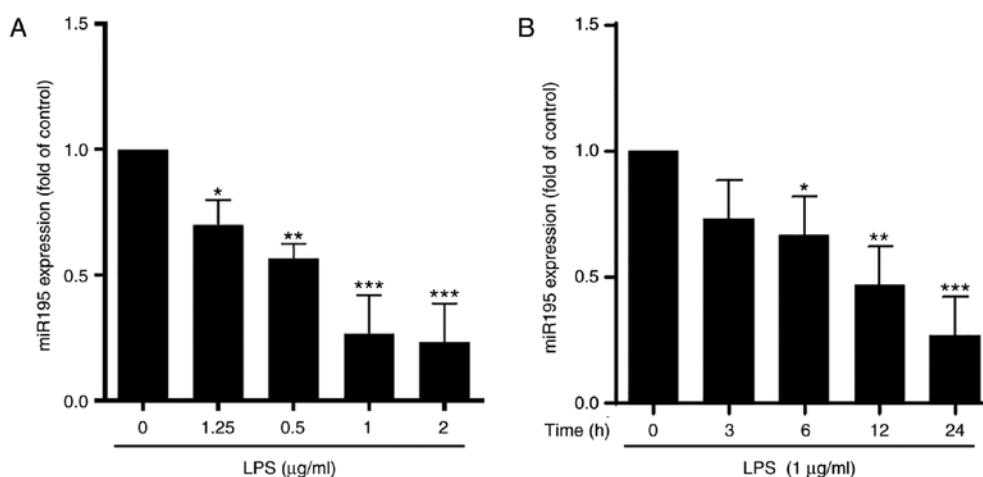 A
miR195 expression (fold of control)
1.5
1.0
0.5
0.0
*
**
***
***
0 1.25 0.5 1 2
LPS (μg/ml)
B
miR195 expression (fold of control)
1.5
1.0
0.5
0.0
*
**
***
Time (h) 0 3 6 12 24
LPS (1 μg/ml)